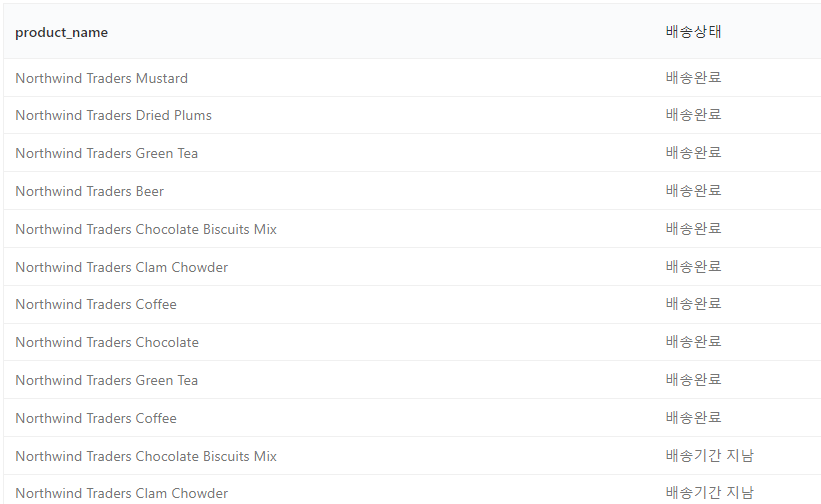 product_name 배송상태
Northwind Traders Mustard 배송완료
Northwind Traders Dried Plums 배송완료
Northwind Traders Green Tea 배송완료
Northwind Traders Beer 배송완료
Northwind Traders Chocolate Biscuits Mix 배송완료
Northwind Traders Clam Chowder 배송완료
Northwind Traders Coffee 배송완료
Northwind Traders Chocolate 배송완료
Northwind Traders Green Tea 배송완료
Northwind Traders Coffee 배송완료
Northwind Traders Chocolate Biscuits Mix 배송기간 지남
Northwind Traders Clam Chowder 배송기간 지남